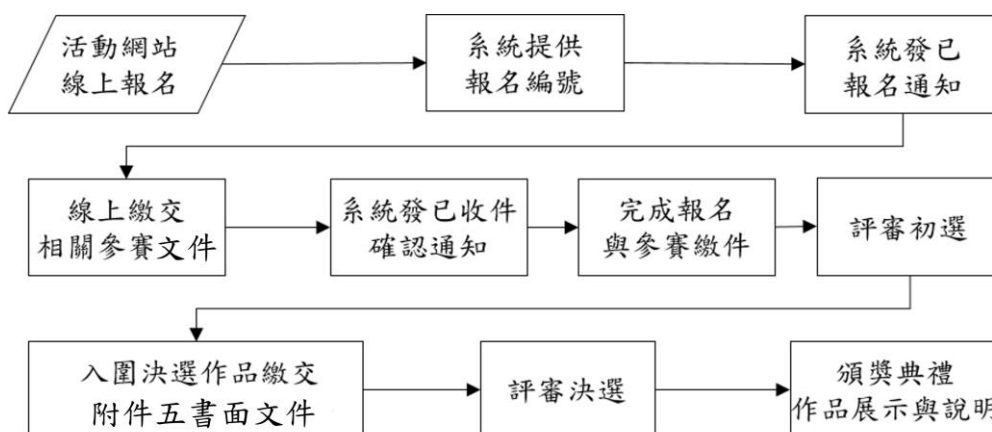 活動網站
線上報名
系統提供
報名編號
系統發已
報名通知
線上繳交
相關參賽文件
系統發已收件
確認通知
完成報名
與參賽繳件
評審初選
入圍決選作品繳交
附件五書面文件
評審決選
頒獎典禮
作品展示與說明